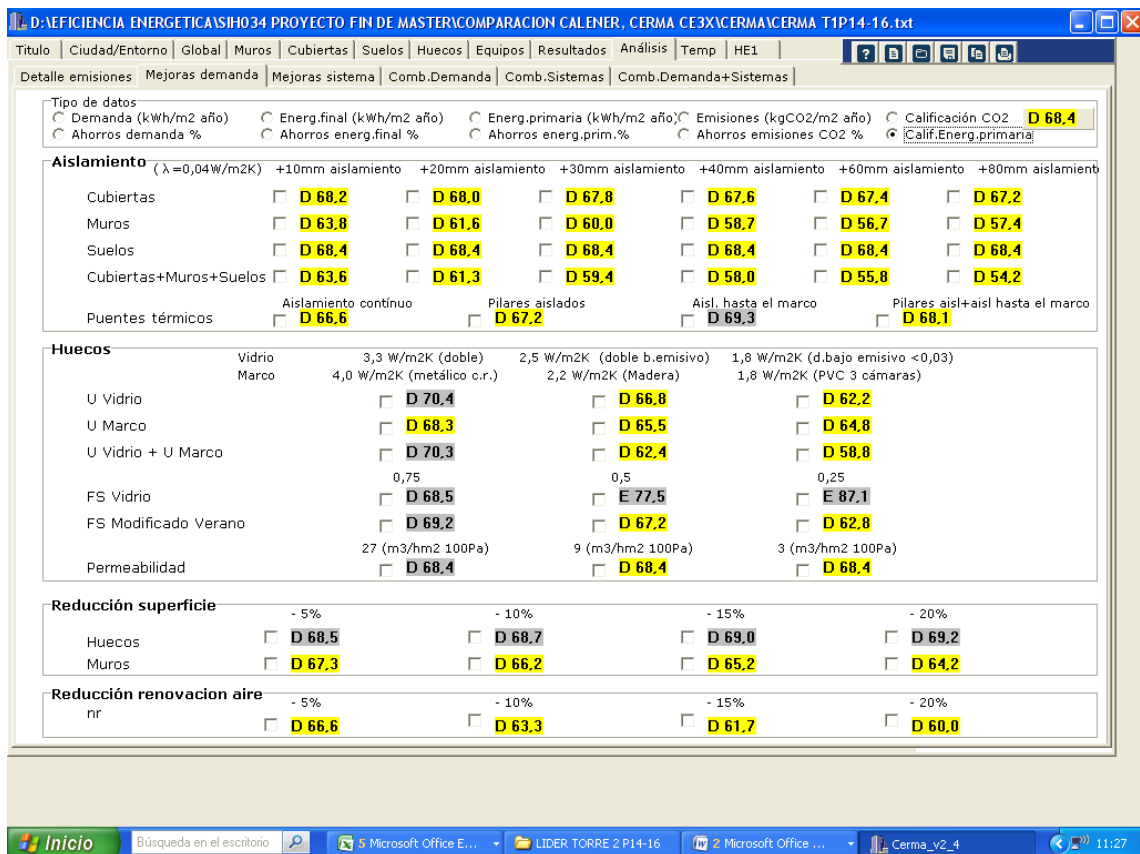 D:\EFICIENCIA ENERGETICA\SIH034 PROYECTO FIN DE MASTER\COMPARACION CALENER, CERMA CE3X\CERMA\CERMA T1P14-16.txt
Titulo Ciudad/Entorno Global Muros Cubiertas Suelos Huecos Equipos Resultados Análisis Temp HE1
Detalle emisiones Mejoras demanda Mejoras sistema Comb.Demanda Comb.Sistemas Comb.Demanda+Sistemas
Tipo de datos
Demanda (kWh/m2 año) Energ.final (kWh/m2 año) Energ.primaria (kWh/m2 año) Emisiones (kgCO2/m2 año) Calificación CO2 D 68,4
Ahorros demanda % Ahorros energ.final % Ahorros energ.prim.% Ahorros emisiones CO2 % Calif.Energ.primaria
Aislamiento (λ=0,04W/m2K) +10mm aislamiento +20mm aislamiento +30mm aislamiento +40mm aislamiento +60mm aislamiento +80mm aislamient
Cubiertas D 68,2 D 68,0 D 67,8 D 67,6 D 67,4 D 67,2
Muros D 63,8 D 61,6 D 60,0 D 58,7 D 56,7 D 57,4
Suelos D 68,4 D 68,4 D 68,4 D 68,4 D 68,4 D 68,4
Cubiertas+Muros+Suelos D 63,6 D 61,3 D 59,4 D 58,0 D 55,8 D 54,2
Aislamiento contínuo Pilares aislados Aisl. hasta el marco Pilares aisl+aisl hasta el marco
Puentes térmicos D 66,6 D 67,2 D 69,3 D 68,1
Huecos
Vidrio 3,3 W/m2K (doble) 2,5 W/m2K (doble b.emisivo) 1,8 W/m2K (d.bajo emisivo <0,03)
Marco 4,0 W/m2K (metálico c.r.) 2,2 W/m2K (Madera) 1,8 W/m2K (PVC 3 cámaras)
U Vidrio D 70,4 D 66,8 D 62,2
U Marco D 68,3 D 65,5 D 64,8
U Vidrio + U Marco D 70,3 D 62,4 D 58,8
0,75 0,5 0,25
FS Vidrio D 68,5 E 77,5 E 87,1
FS Modificado Verano D 69,2 D 67,2 D 62,8
27 (m3/hm2 100Pa) 9 (m3/hm2 100Pa) 3 (m3/hm2 100Pa)
Permeabilidad D 68,4 D 68,4 D 68,4
Reducción superficie
- 5% - 10% - 15% - 20%
Huecos D 68,5 D 68,7 D 69,0 D 69,2
Muros D 67,3 D 66,2 D 65,2 D 64,2
Reducción renovacion aire
- 5% - 10% - 15% - 20%
nr D 66,6 D 63,3 D 61,7 D 60,0
Inicio Búsqueda en el escritorio 5 Microsoft Office E... LIDER TORRE 2 P14-16 2 Microsoft Office ... Cerma_v2_4 11:27